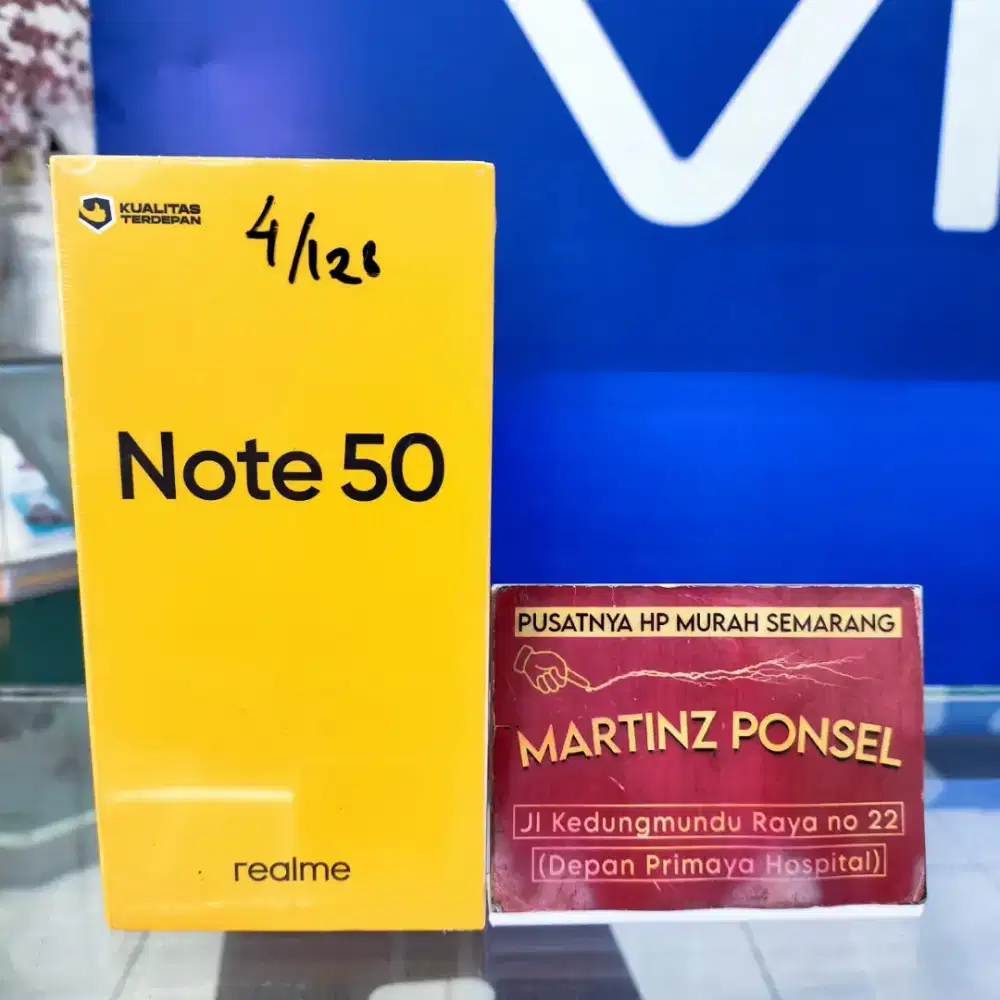 KUALITAS
TERDEPAN
4/128
Note 50
realme
PUSATNYA HP MURAH SEMARANG
MARTINZ PONSEL
Jl Kedungmundu Raya no 22
(Depan Primaya Hospital)